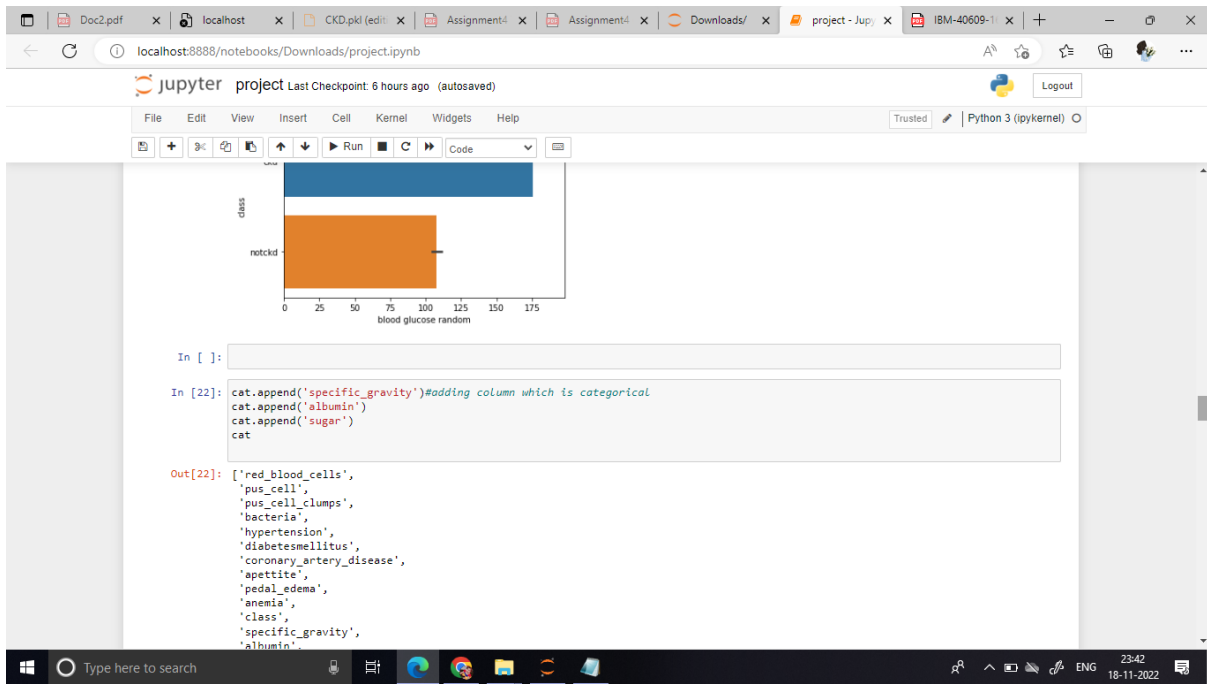 Doc2.pdf
localhost
CKD.pkl (edit
Assignment4
Assignment4
Downloads/
project - Jupy
IBM-40609-1
localhost:8888/notebooks/Downloads/project.ipynb
jupyter project Last Checkpoint: 6 hours ago (autosaved)
Logout
File Edit View Insert Cell Kernel Widgets Help
Trusted
Python 3 (ipykernel)
Run
Code
ckd
class
notckd
0 25 50 75 100 125 150 175
blood glucose random
In [ ]:
In [22]: cat.append('specific_gravity')#adding column which is categorical
cat.append('albumin')
cat.append('sugar')
cat
Out[22]: ['red_blood_cells',
'pus_cell',
'pus_cell_clumps',
'bacteria',
'hypertension',
'diabetesmellitus',
'coronary_artery_disease',
'apettite',
'pedal_edema',
'anemia',
'class',
'specific_gravity',
'albumin',
Type here to search
ENG
23:42
18-11-2022